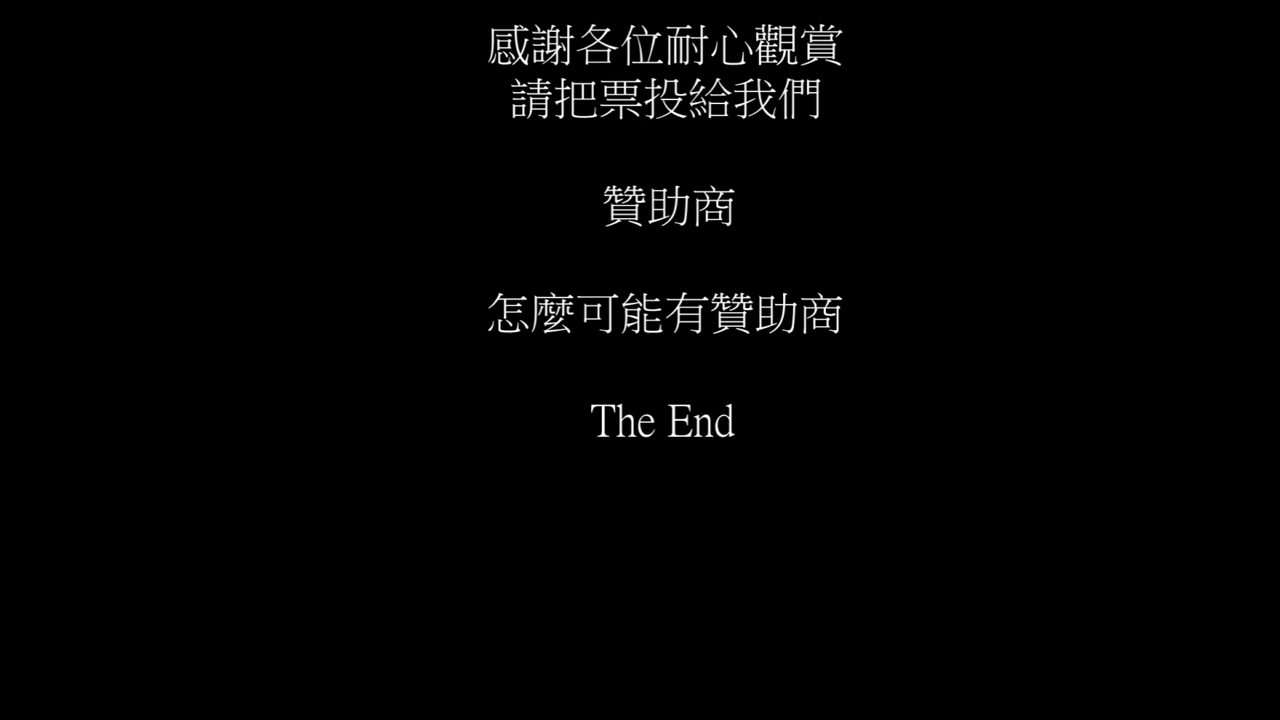 感謝各位耐心觀賞
請把票投給我們
贊助商
怎麼可能有贊助商
The End